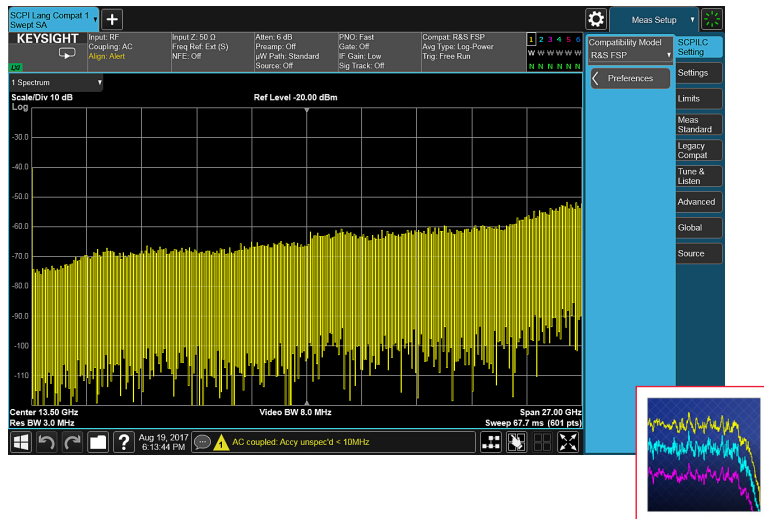 SCPI Lang Compat 1
Swept SA
Meas Setup
KEYSIGHT
Input: RF
Coupling: AC
Align: Alert
Input Z: 50 Ω
Freq Ref: Ext (S)
NFE: Off
Atten: 6 dB
Preamp: Off
µW Path: Standard
Source: Off
PNO: Fast
Gate: Off
IF Gain: Low
Sig Track: Off
Compat: R&S FSP
Avg Type: Log-Power
Trig: Free Run
1 2 3 4 5 6
W W W W W W
N N N N N N
LXI
1 Spectrum
Scale/Div 10 dB
Ref Level -20.00 dBm
Log
-30.0
-40.0
-50.0
-60.0
-70.0
-80.0
-90.0
-100
-110
Center 13.50 GHz
Res BW 3.0 MHz
Video BW 8.0 MHz
Span 27.00 GHz
Sweep 67.7 ms (601 pts)
Compatibility Model
R&S FSP
Preferences
SCPILC
Setting
Settings
Limits
Meas
Standard
Legacy
Compat
Tune &
Listen
Advanced
Global
Source
?
Aug 19, 2017
6:13:44 PM
1
AC coupled: Accy unspec'd < 10MHz